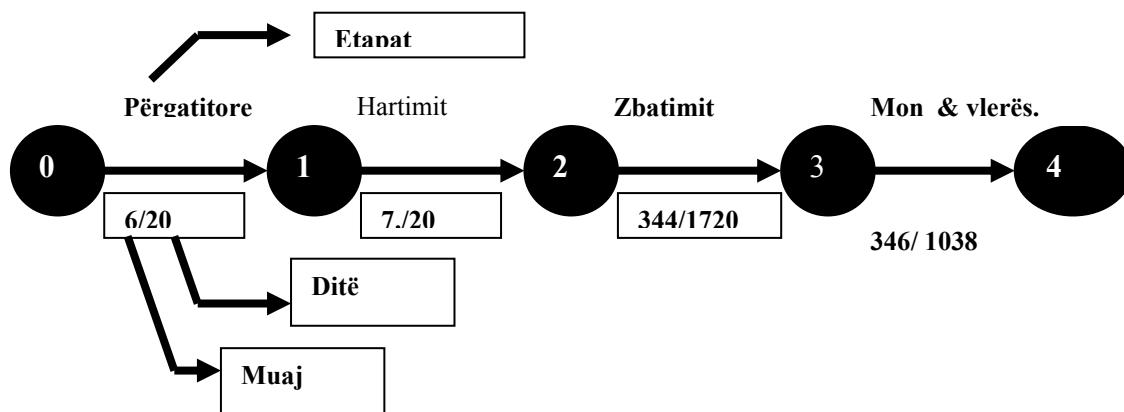 Etapat
Përgatitore Hartimit Zbatimit Mon & vlerës.
0 1 2 3 4
6/20 7./20 344/1720
346/ 1038
Ditë
Muaj